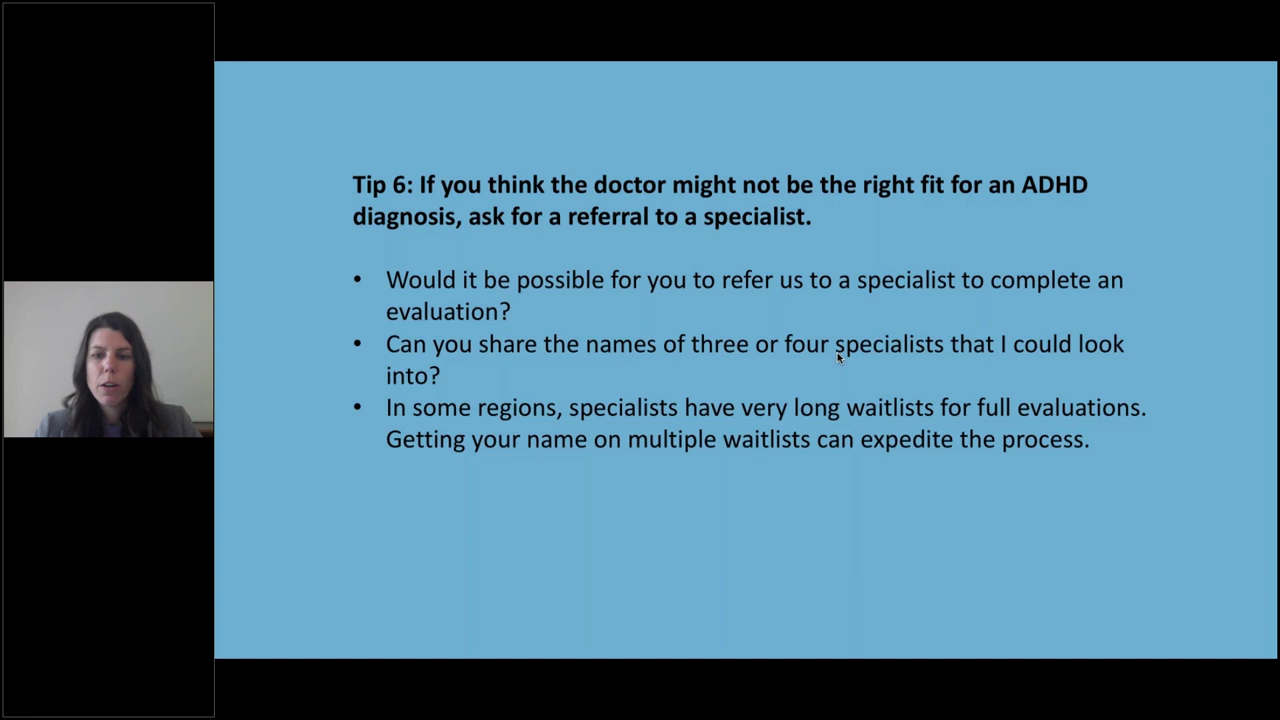 Tip 6: If you think the doctor might not be the right fit for an ADHD
diagnosis, ask for a referral to a specialist.
• Would it be possible for you to refer us to a specialist to complete an
evaluation?
• Can you share the names of three or four specialists that I could look
into?
• In some regions, specialists have very long waitlists for full evaluations.
Getting your name on multiple waitlists can expedite the process.